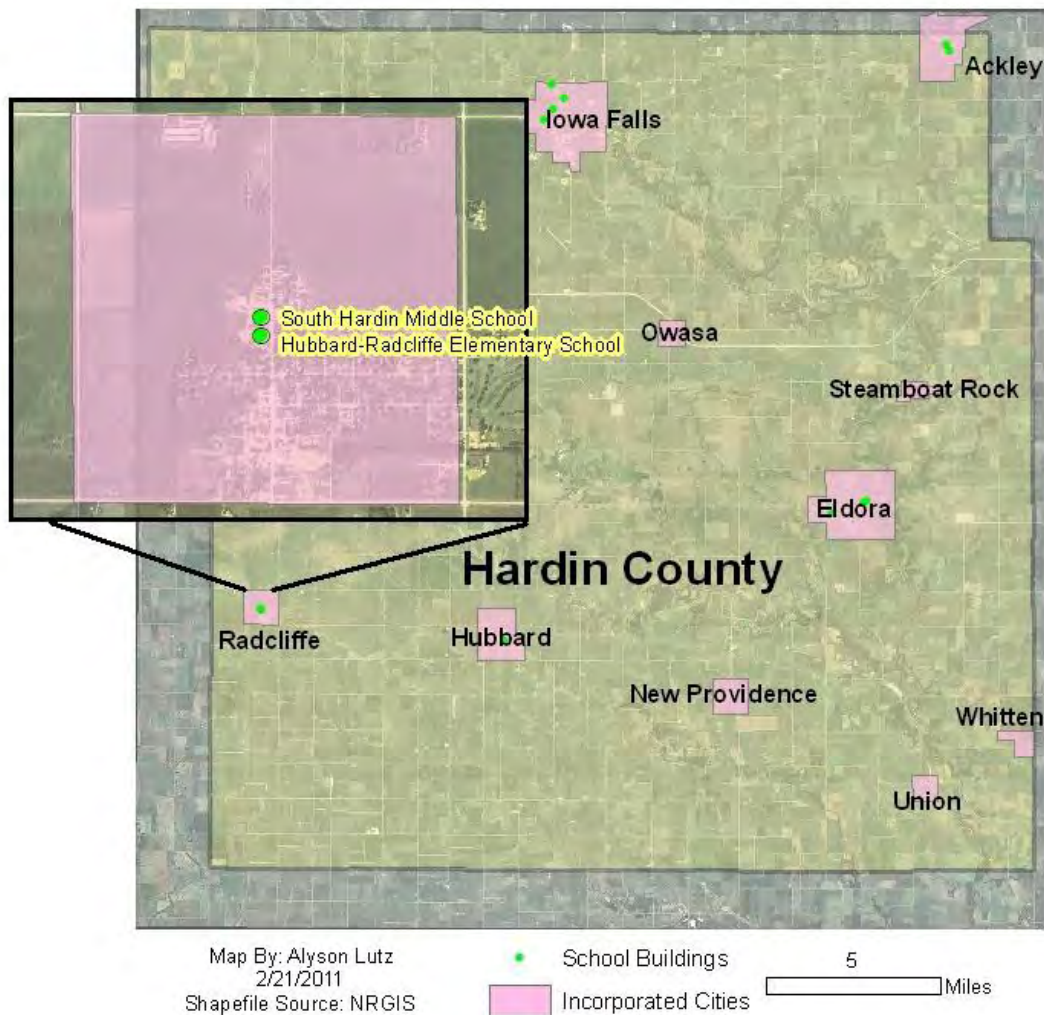 Ackley
Iowa Falls
South Hardin Middle School
Hubbard-Radcliffe Elementary School
Owasa
Steamboat Rock
Eldora
Hardin County
Radcliffe
Hubbard
New Providence
Whitten
Union
Map By: Alyson Lutz
2/21/2011
Shapefile Source: NRGIS
School Buildings
Incorporated Cities
5
Miles